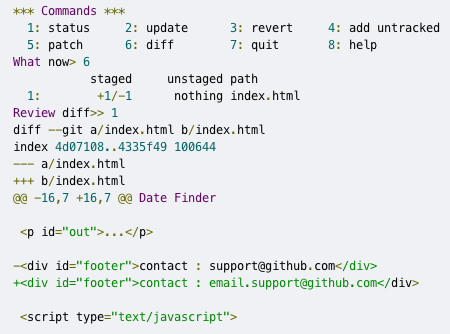 *** Commands ***
  1: status     2: update      3: revert     4: add untracked
  5: patch      6: diff        7: quit       8: help
What now> 6
           staged     unstaged path
  1:        +1/-1      nothing index.html
Review diff>> 1
diff --git a/index.html b/index.html
index 4d07108..4335f49 100644
--- a/index.html
+++ b/index.html
@@ -16,7 +16,7 @@ Date Finder

 <p id="out">...</p>

-<div id="footer">contact : support@github.com</div>
+<div id="footer">contact : email.support@github.com</div>

 <script type="text/javascript">